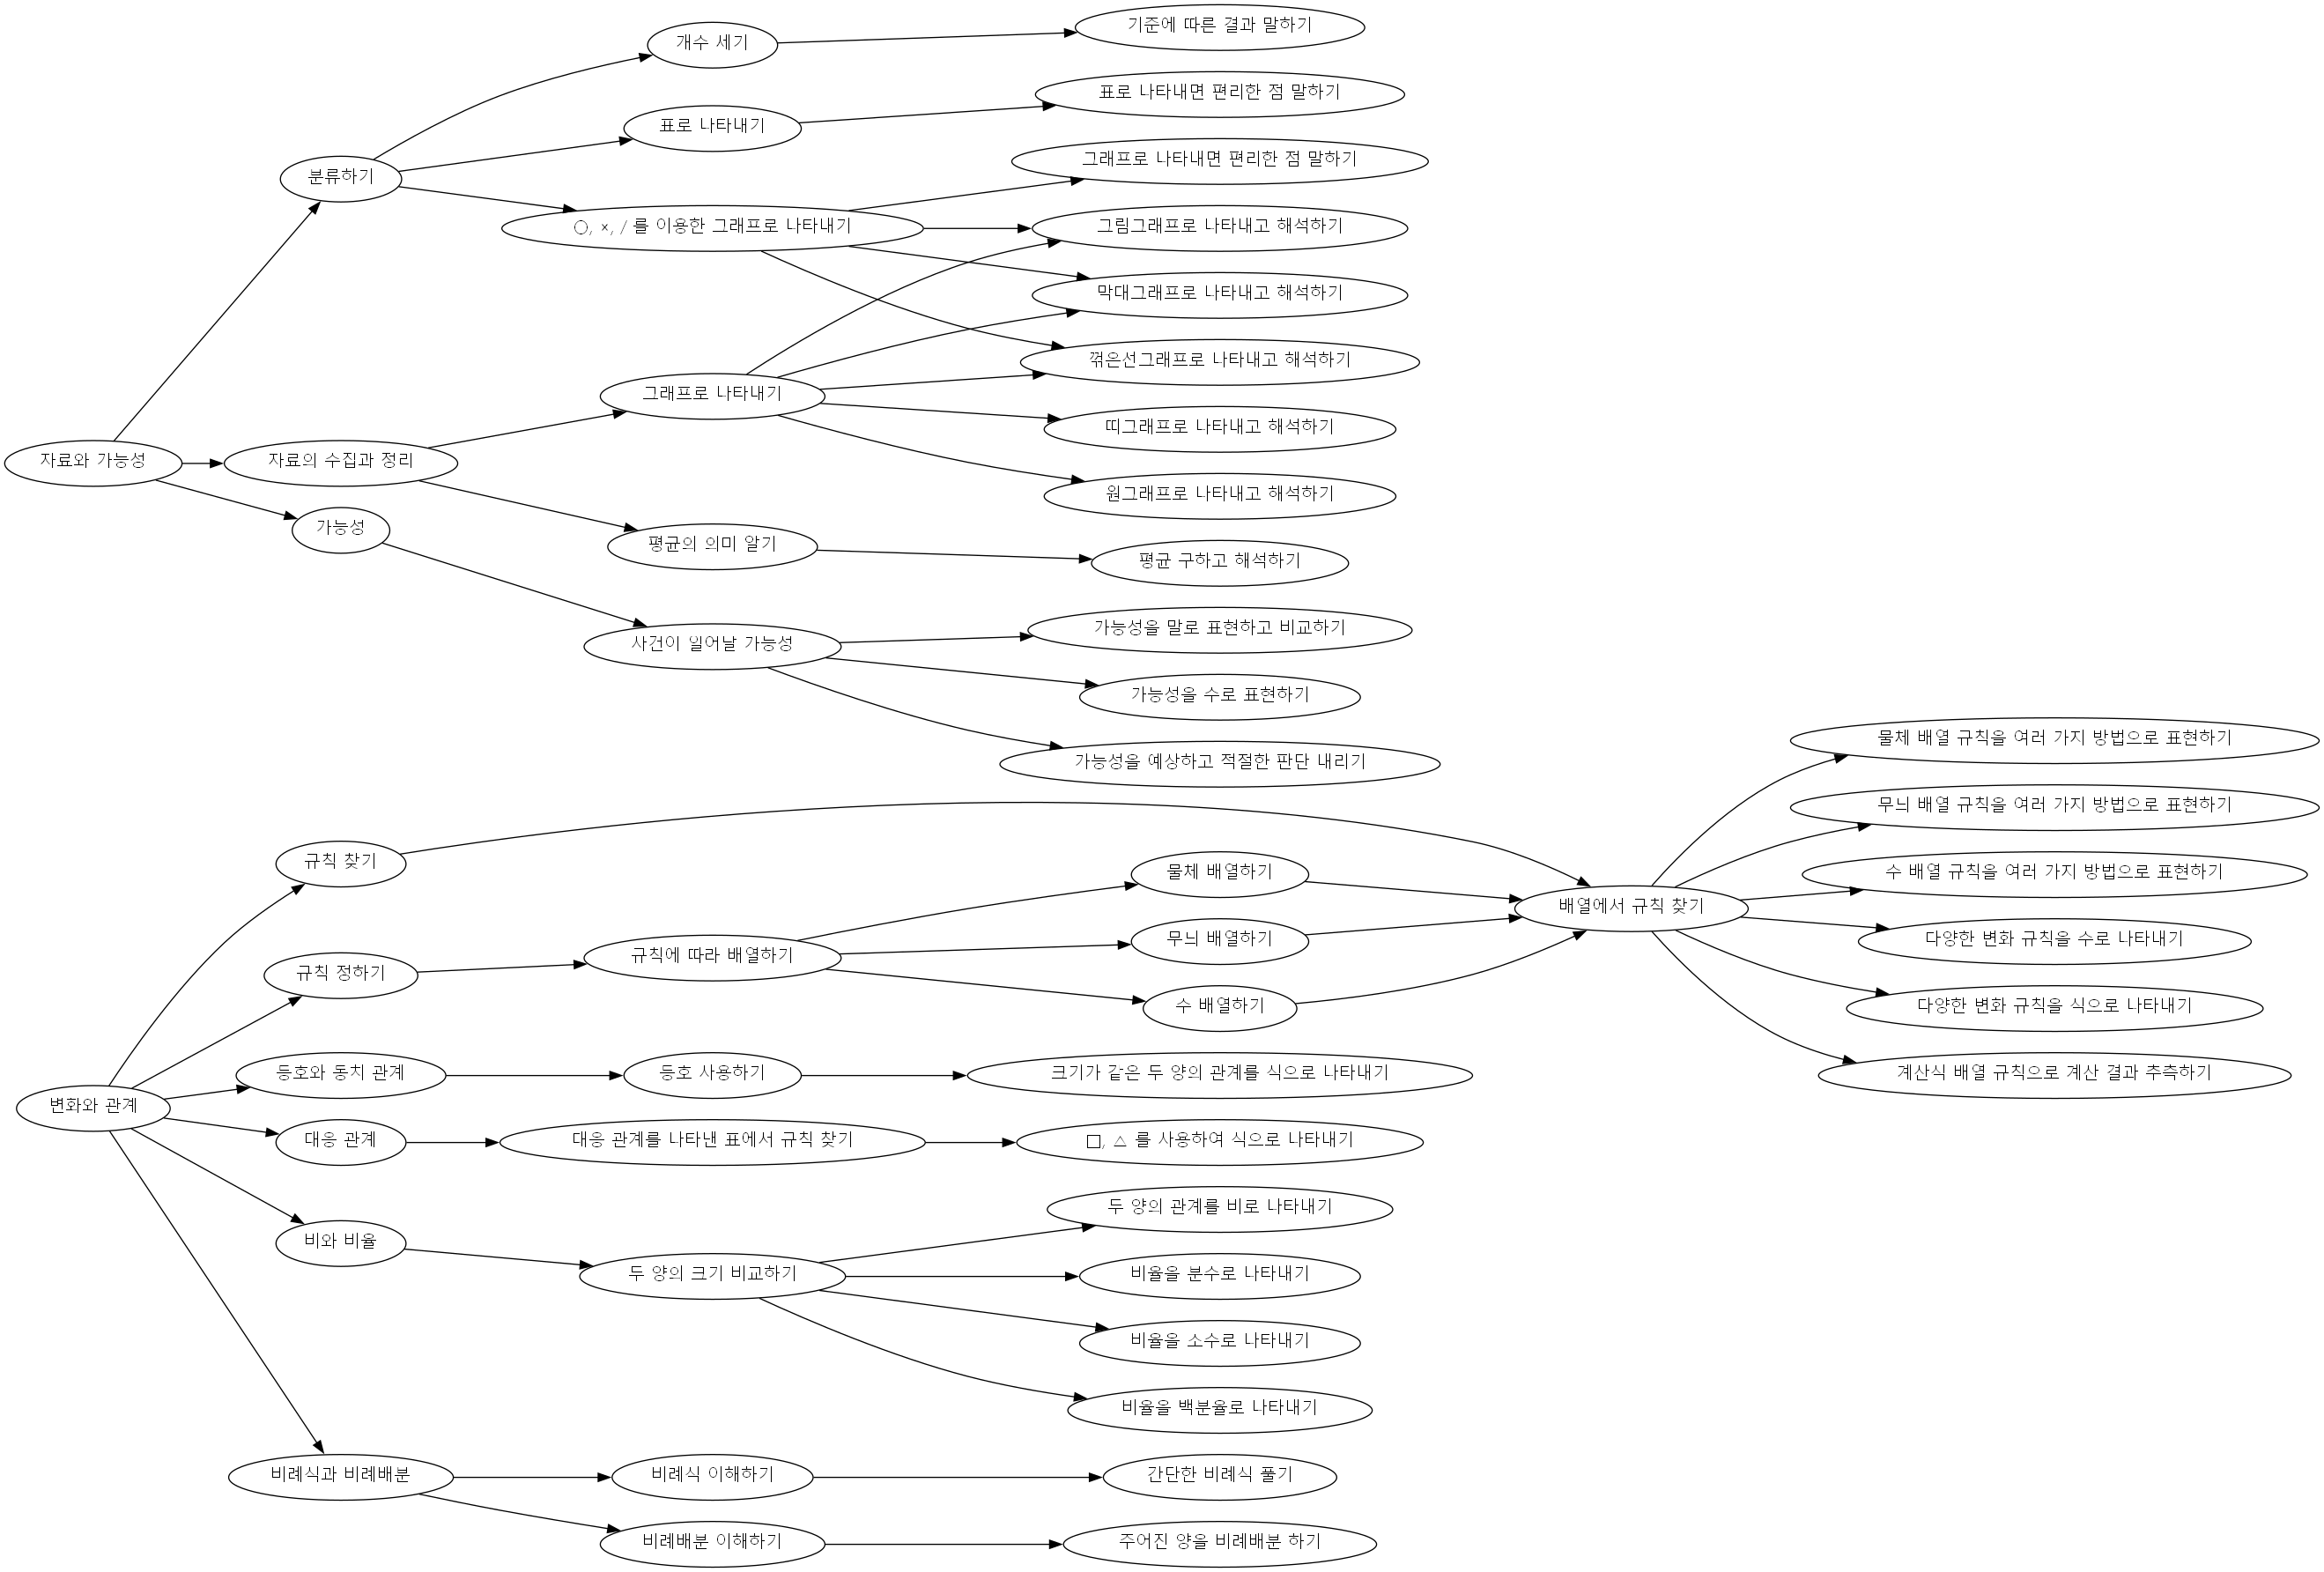 기준에 따른 결과 말하기
개수 세기
표로 나타내면 편리한 점 말하기
표로 나타내기
그래프로 나타내면 편리한 점 말하기
분류하기
○, ×, / 를 이용한 그래프로 나타내기
그림그래프로 나타내고 해석하기
막대그래프로 나타내고 해석하기
꺾은선그래프로 나타내고 해석하기
그래프로 나타내기
띠그래프로 나타내고 해석하기
자료와 가능성
자료의 수집과 정리
원그래프로 나타내고 해석하기
가능성
평균의 의미 알기
평균 구하고 해석하기
사건이 일어날 가능성
가능성을 말로 표현하고 비교하기
가능성을 수로 표현하기
가능성을 예상하고 적절한 판단 내리기
물체 배열 규칙을 여러 가지 방법으로 표현하기
무늬 배열 규칙을 여러 가지 방법으로 표현하기
규칙 찾기
물체 배열하기
수 배열 규칙을 여러 가지 방법으로 표현하기
배열에서 규칙 찾기
무늬 배열하기
다양한 변화 규칙을 수로 나타내기
규칙에 따라 배열하기
규칙 정하기
수 배열하기
다양한 변화 규칙을 식으로 나타내기
등호와 동치 관계
등호 사용하기
크기가 같은 두 양의 관계를 식으로 나타내기
계산식 배열 규칙으로 계산 결과 추측하기
변화와 관계
대응 관계
대응 관계를 나타낸 표에서 규칙 찾기
□, △ 를 사용하여 식으로 나타내기
두 양의 관계를 비로 나타내기
비와 비율
두 양의 크기 비교하기
비율을 분수로 나타내기
비율을 소수로 나타내기
비율을 백분율로 나타내기
비례식과 비례배분
비례식 이해하기
간단한 비례식 풀기
비례배분 이해하기
주어진 양을 비례배분 하기